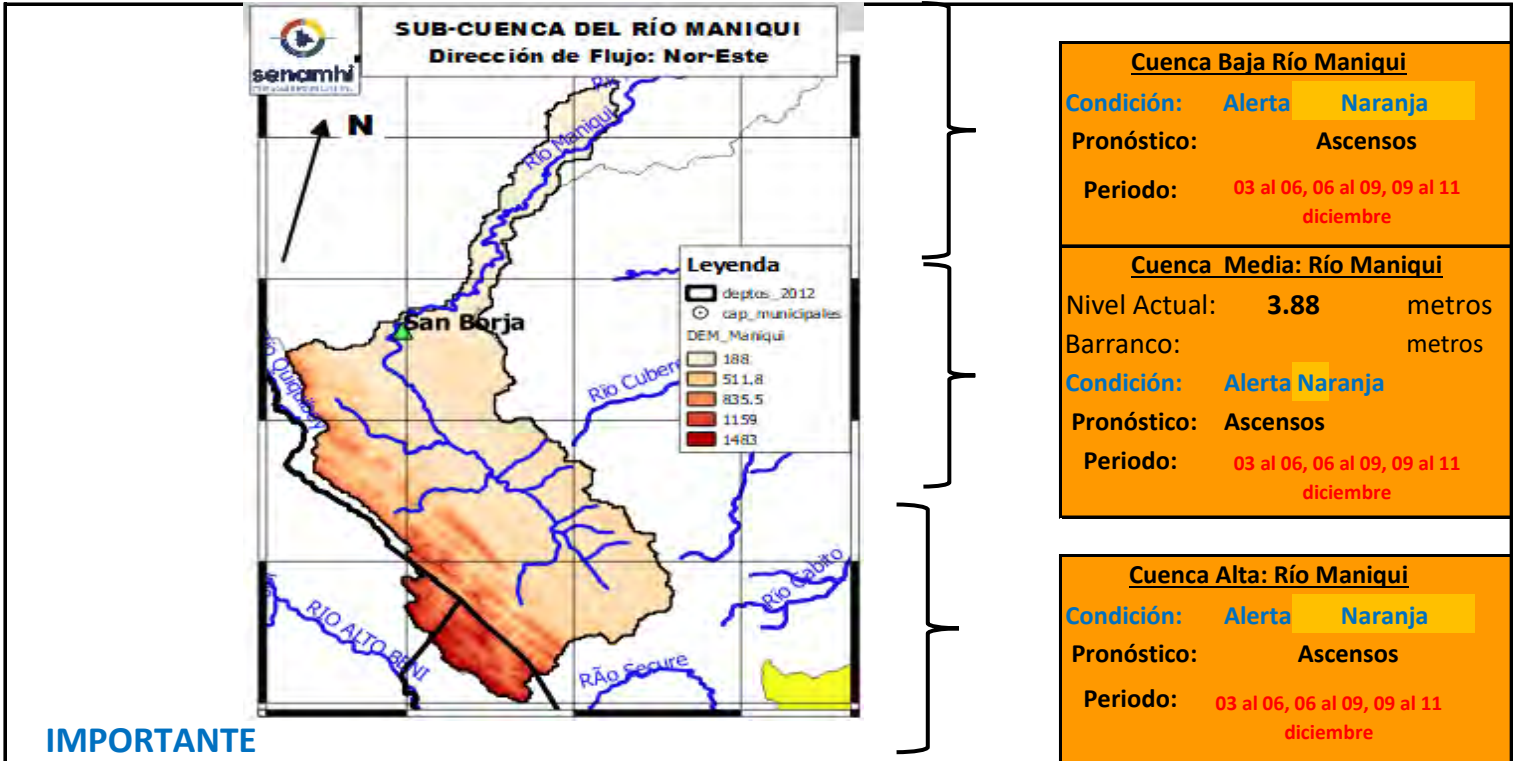 SUB-CUENCA DEL RÍO MANIQUI
Dirección de Flujo: Nor-Este
senamhi
N
Río Maniqui
San Borja
Río Quiquibey
Río Cubere
RIO ALTO BENI
RÃo Secure
Río Cabito
Leyenda
deptos_2012
cap_municipales
DEM_Maniqui
188
511,8
835.5
1159
1483
IMPORTANTE
Cuenca Baja Río Maniqui
Condición: Alerta Naranja
Pronóstico: Ascensos
Periodo: 03 al 06, 06 al 09, 09 al 11
diciembre
Cuenca Media: Río Maniqui
Nivel Actual: 3.88 metros
Barranco: metros
Condición: Alerta Naranja
Pronóstico: Ascensos
Periodo: 03 al 06, 06 al 09, 09 al 11
diciembre
Cuenca Alta: Río Maniqui
Condición: Alerta Naranja
Pronóstico: Ascensos
Periodo: 03 al 06, 06 al 09, 09 al 11
diciembre